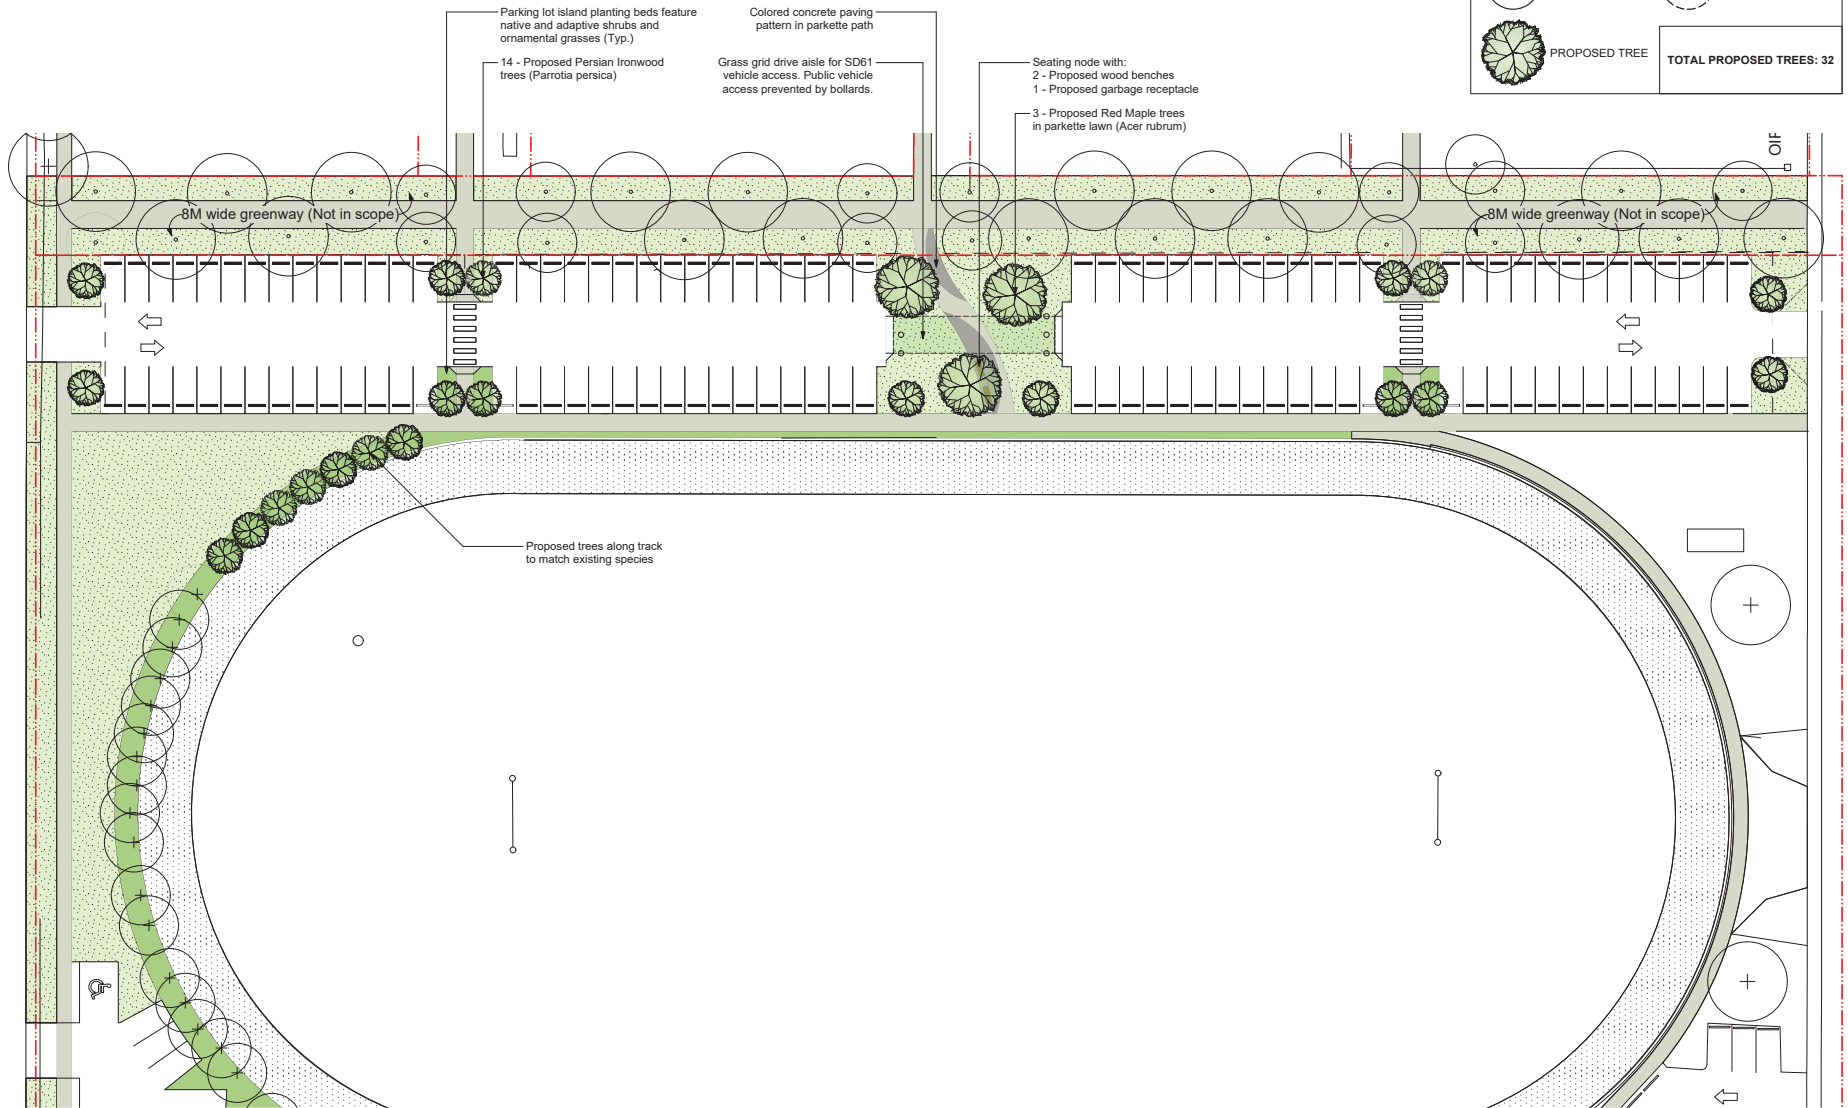 Parking lot island planting beds feature
native and adaptive shrubs and
ornamental grasses (Typ.)
14 - Proposed Persian Ironwood
trees (Parrotia persica)
Colored concrete paving
pattern in parkette path
Grass grid drive aisle for SD61
vehicle access. Public vehicle
access prevented by bollards.
Seating node with:
2 - Proposed wood benches
1 - Proposed garbage receptacle
3 - Proposed Red Maple trees
in parkette lawn (Acer rubrum)
PROPOSED TREE
TOTAL PROPOSED TREES: 32
8M wide greenway (Not in scope)
8M wide greenway (Not in scope)
Proposed trees along track
to match existing species